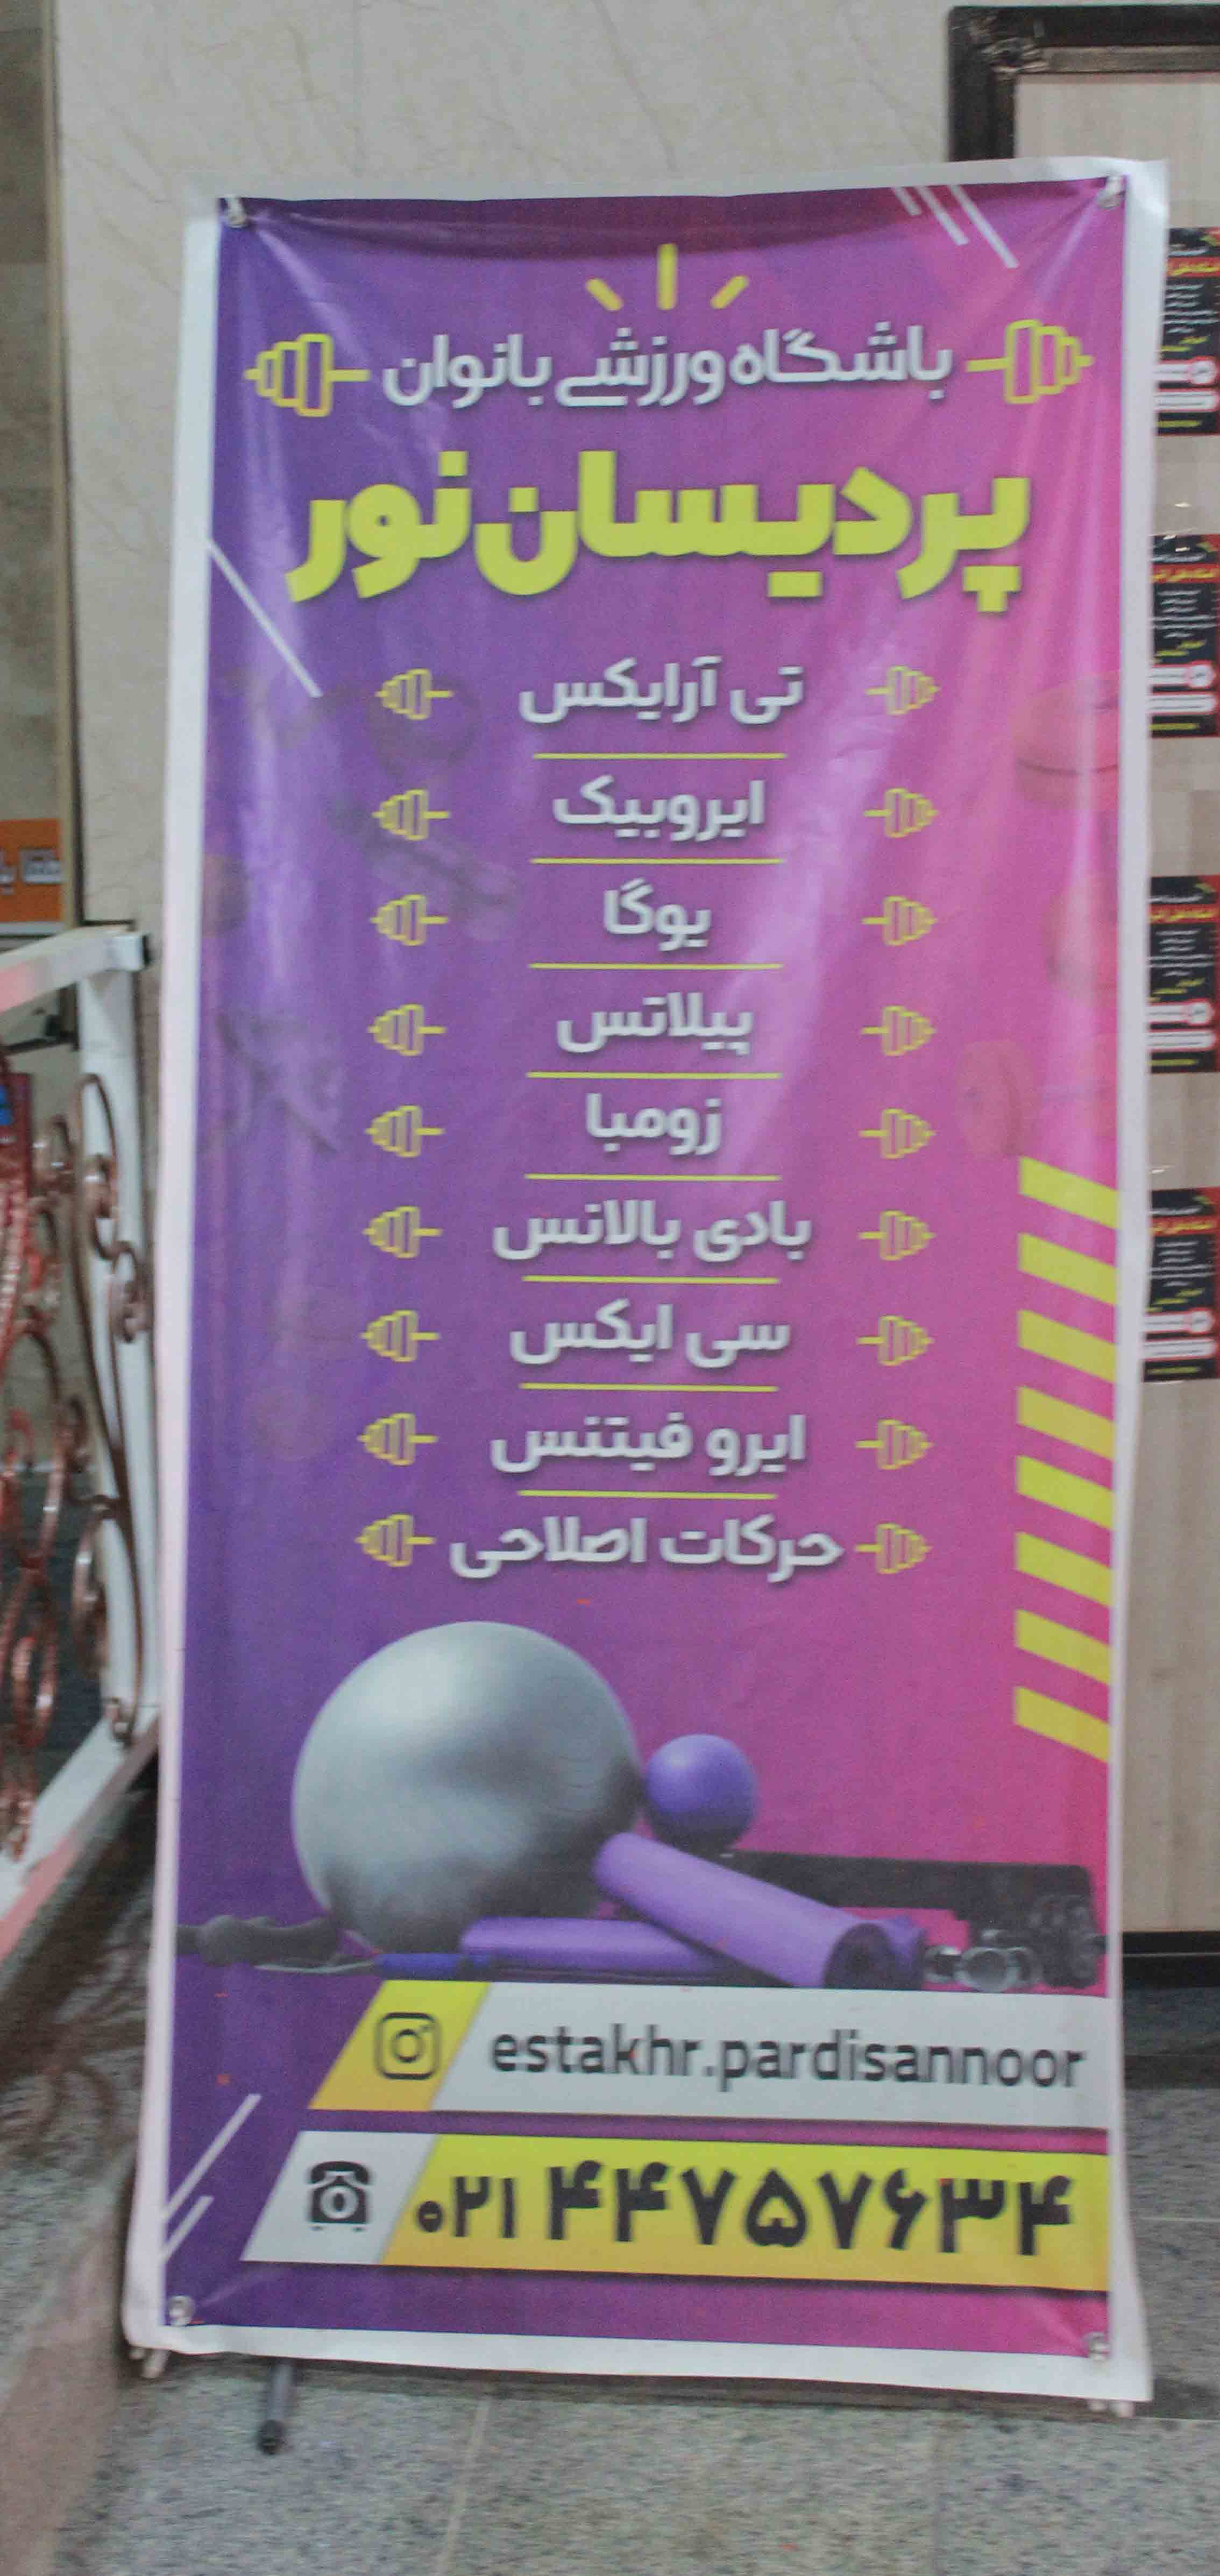 باشگاه ورزشی بانوان
پردیسان نور
تی آرایکس
ایروبیک
یوگا
پیلاتس
زومبا
بادی بالانس
سی ایکس
ایرو فیتنس
حرکات اصلاحی
estakhr.pardisannoor
۰۲۱ ۴۴۷۵۷۶۳۴